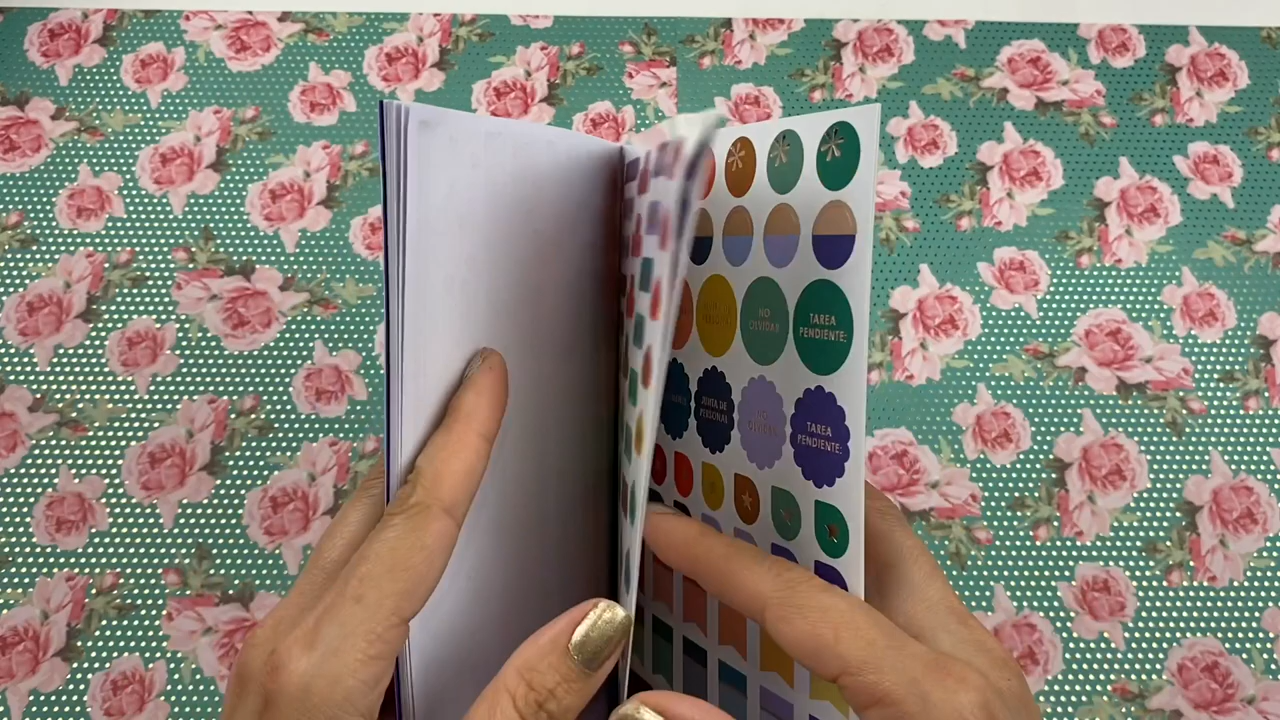 NO
OLVIDAR
TAREA
PENDIENTE:
JUNTA DE
PERSONAL
NO
OLVIDAR
TAREA
PENDIENTE: